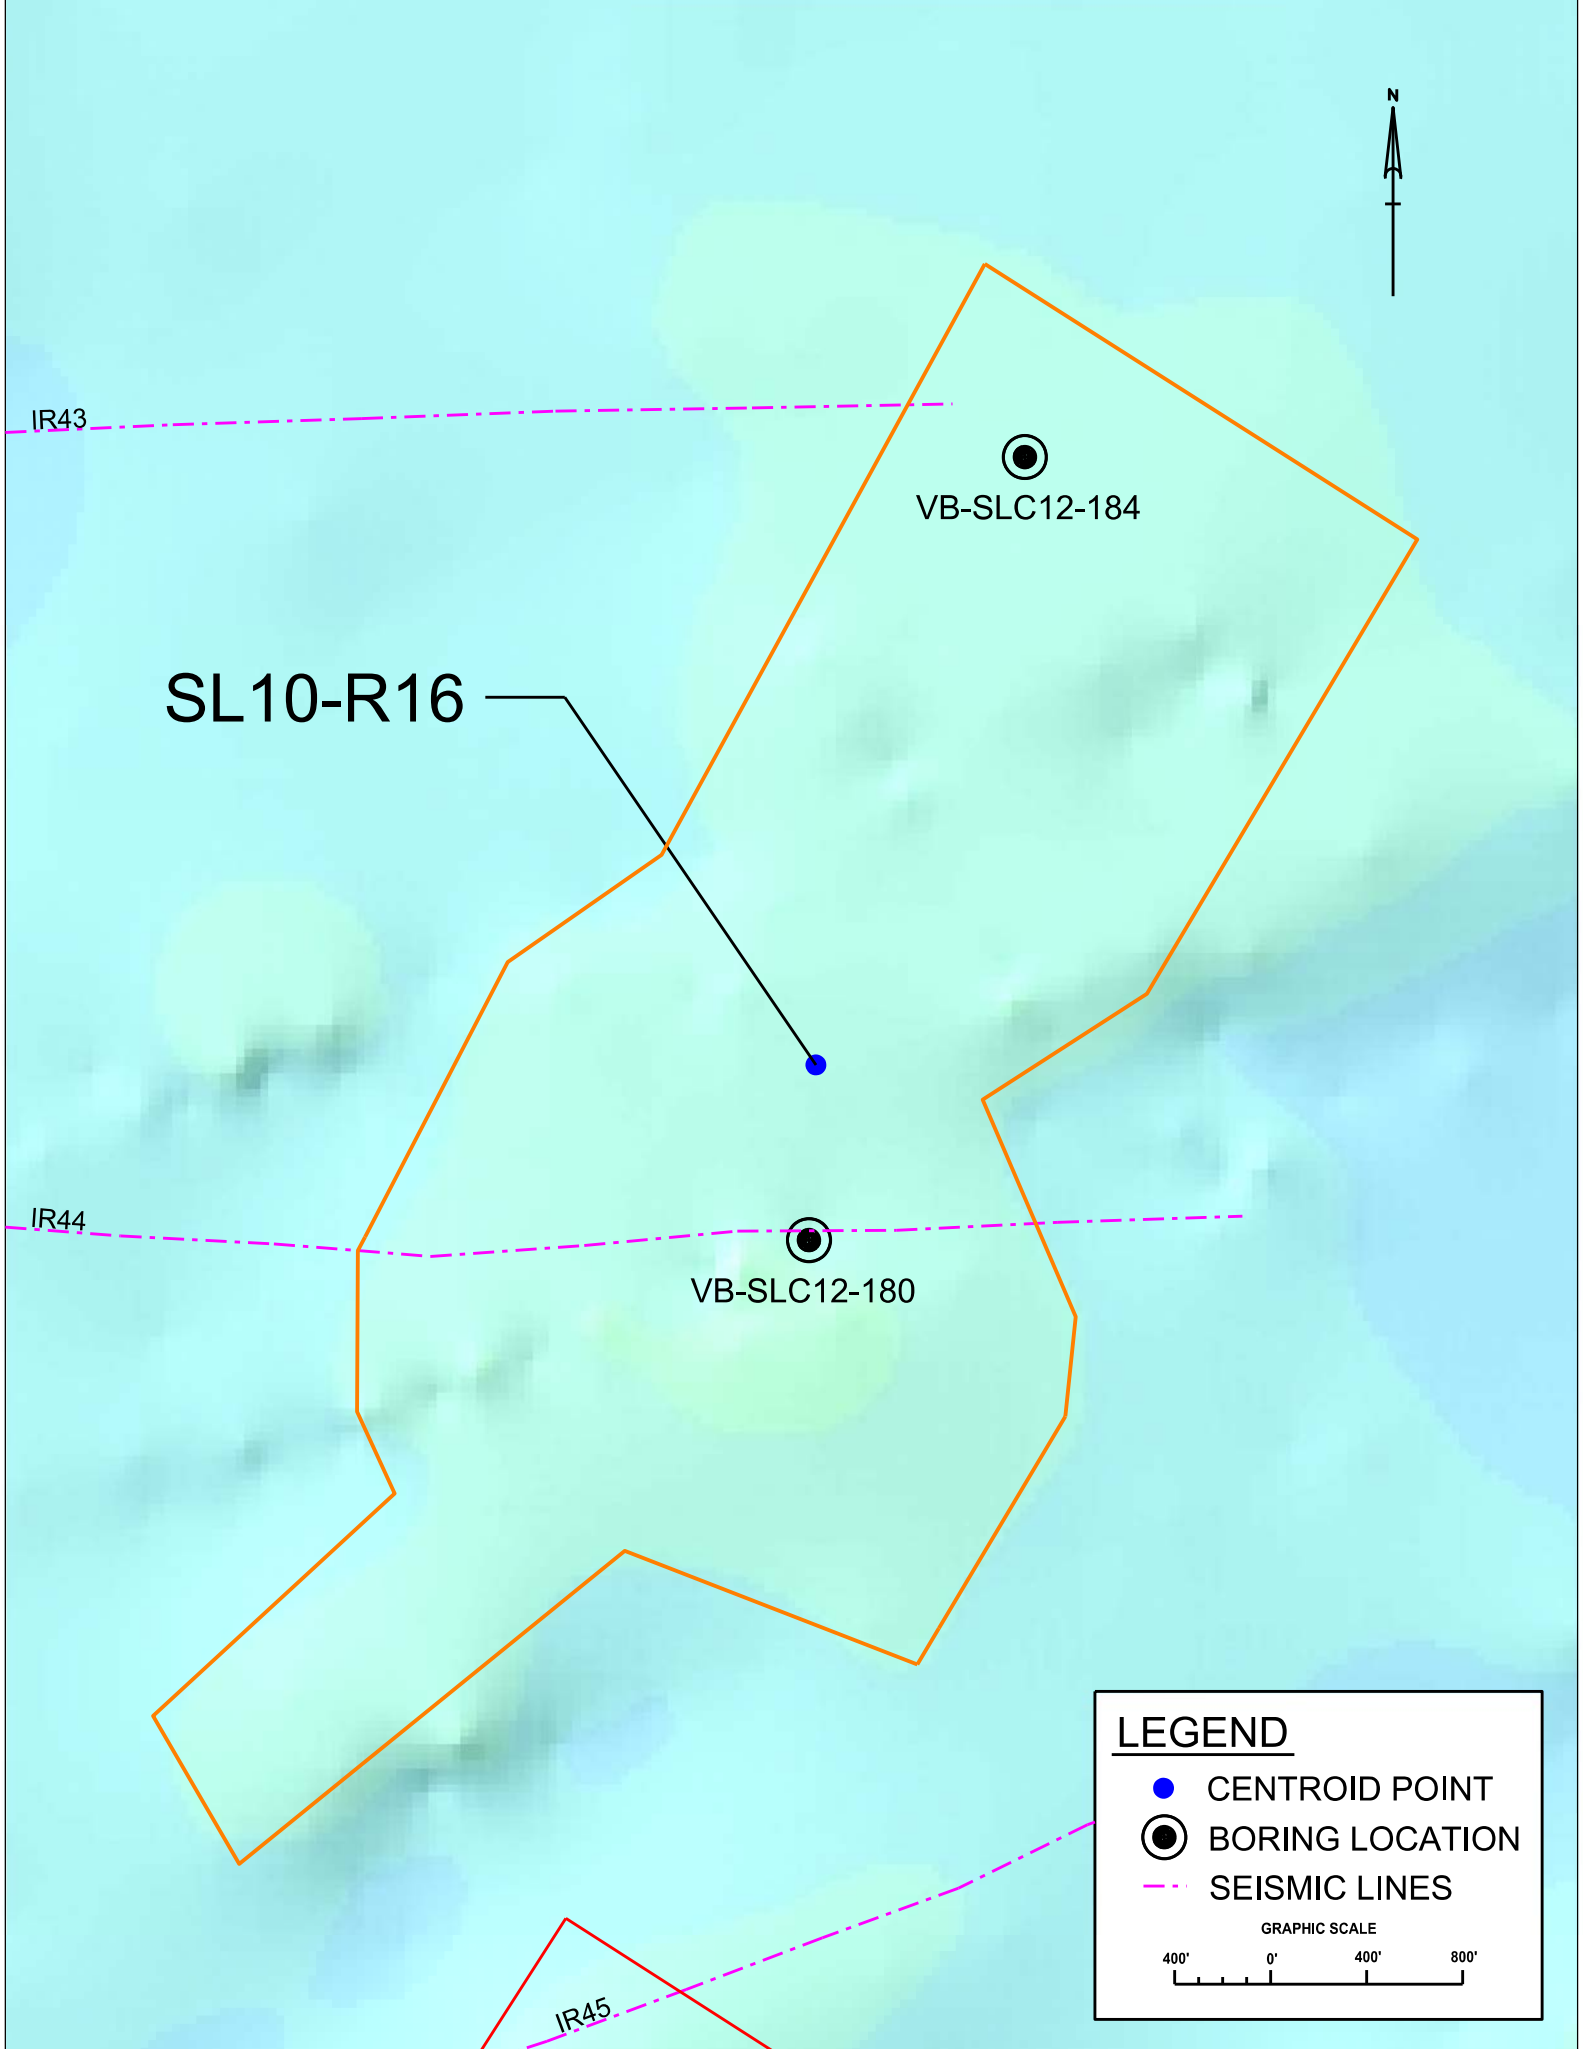 N
IR43
VB-SLC12-184
SL10-R16
IR44
VB-SLC12-180
LEGEND
CENTROID POINT
BORING LOCATION
SEISMIC LINES
GRAPHIC SCALE
400' 0' 400' 800'
IR45